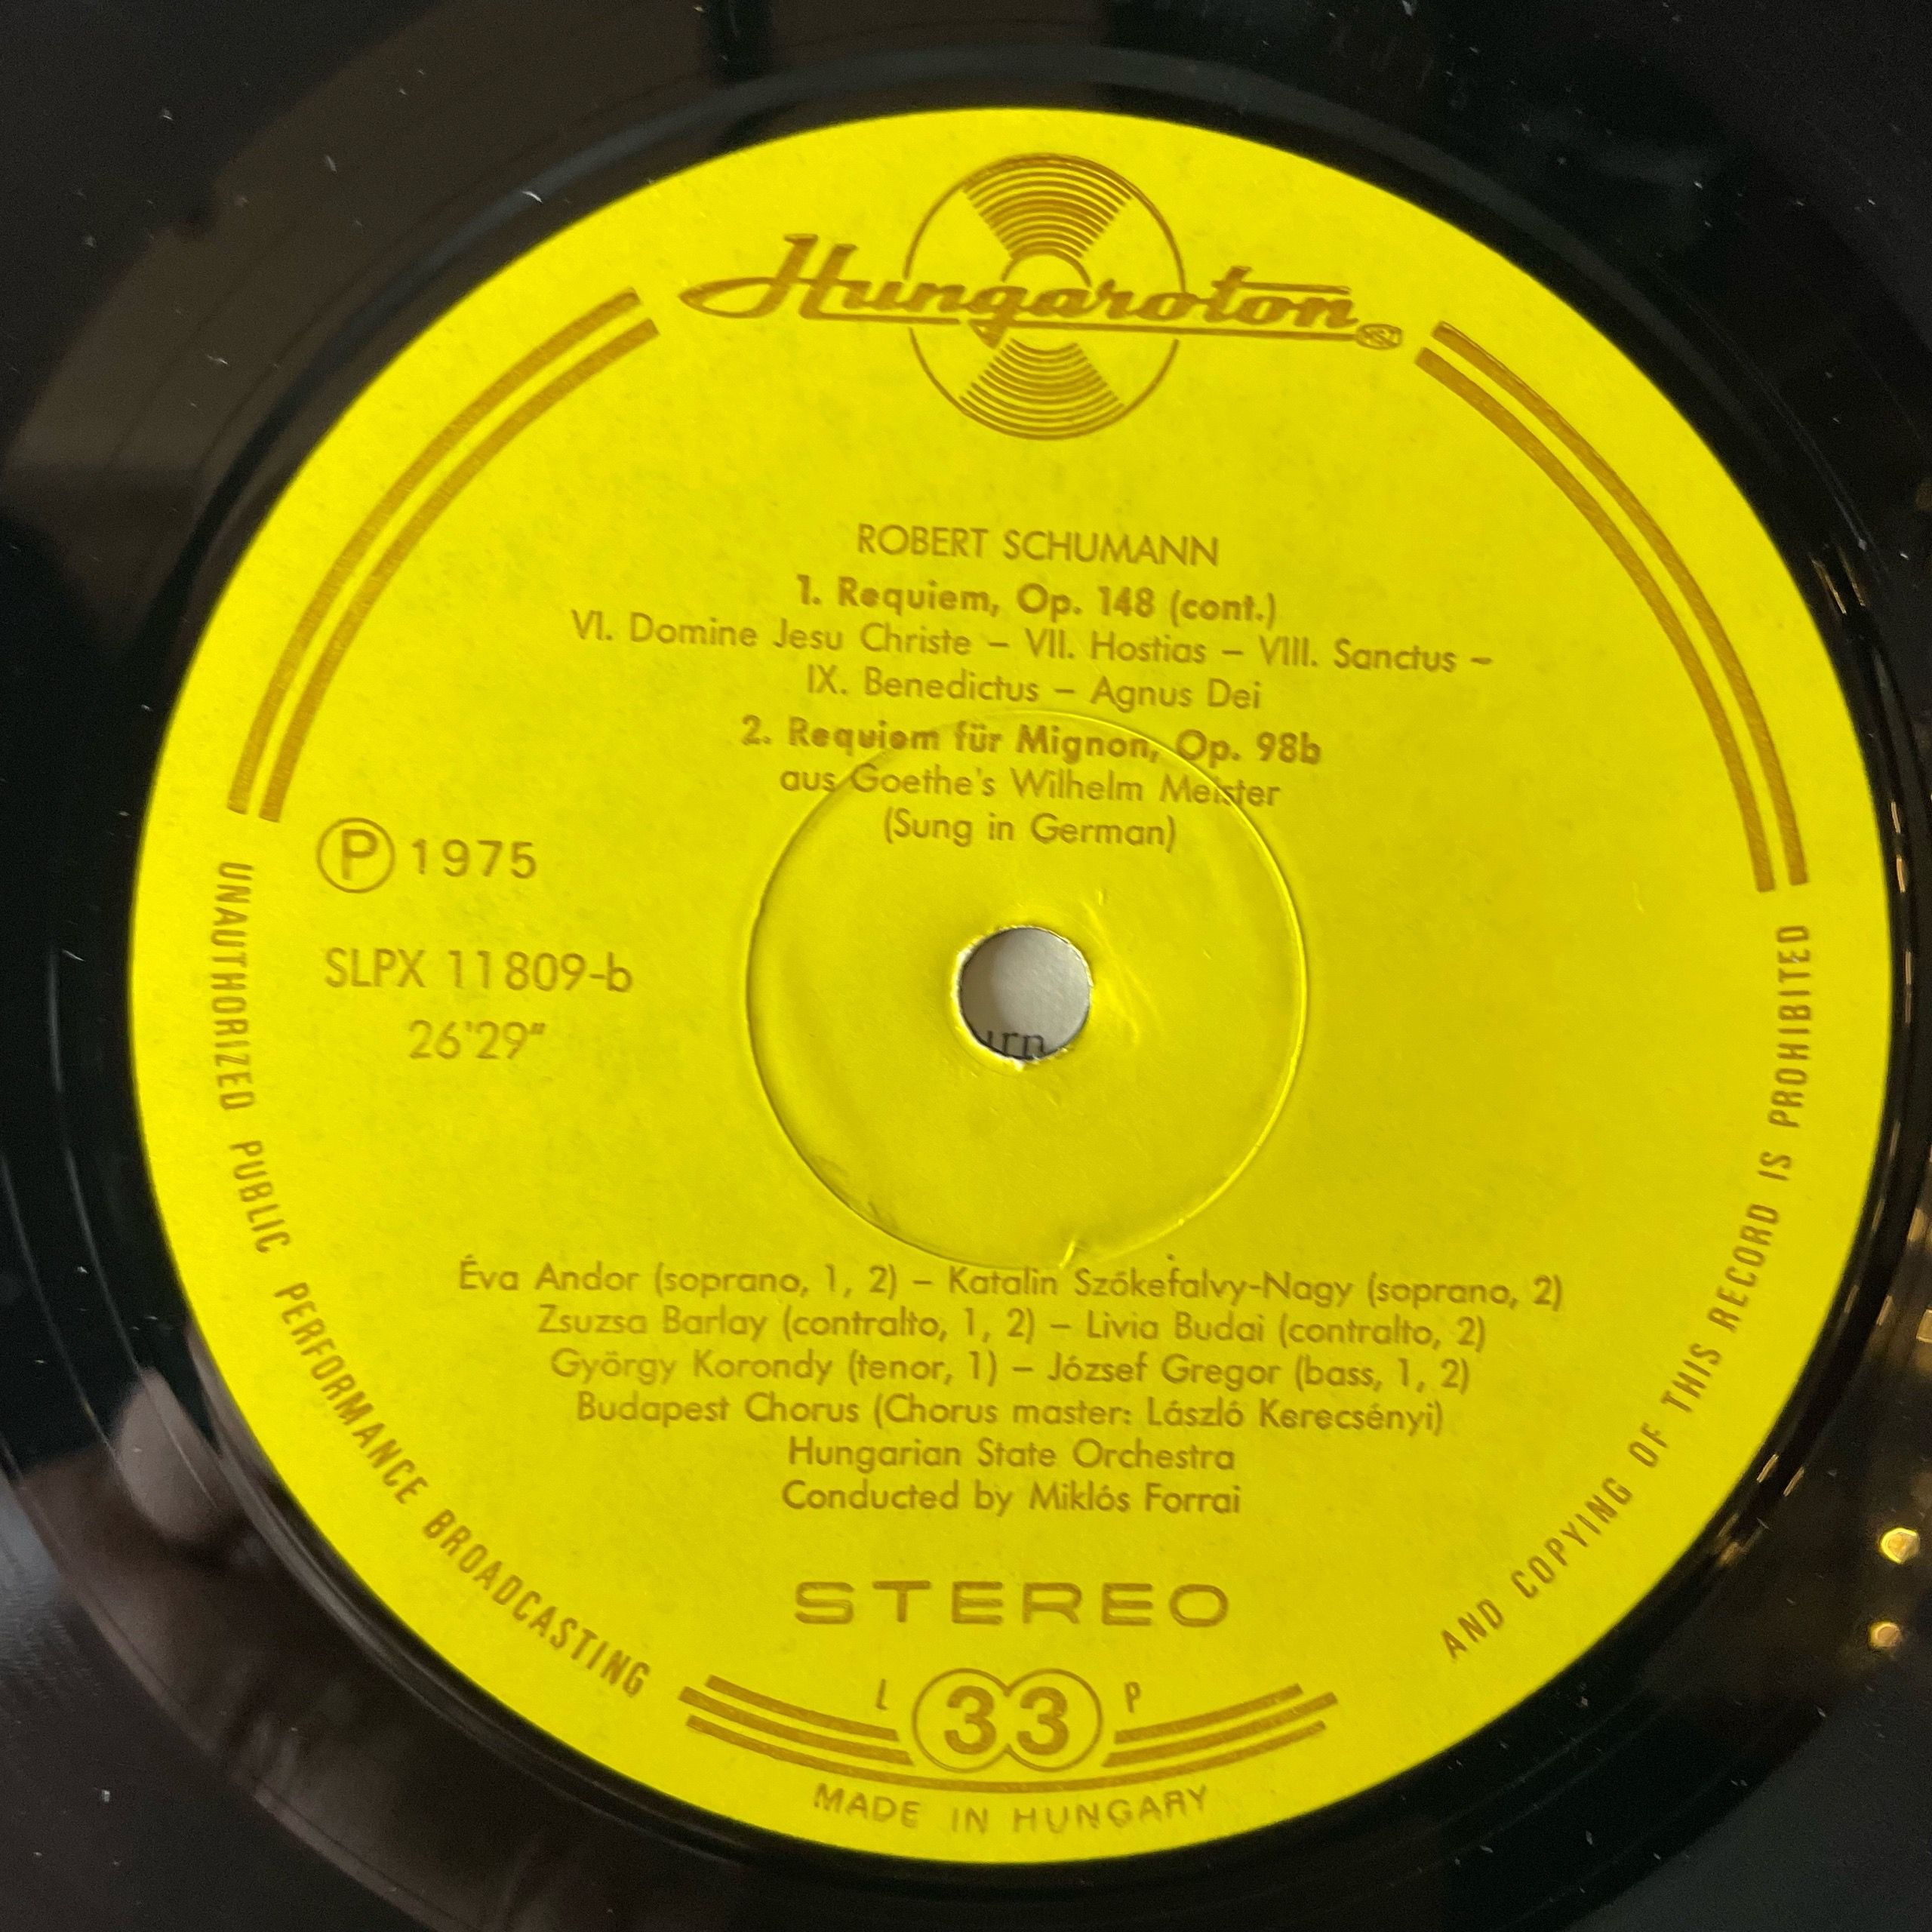 Hungaroton
ROBERT SCHUMANN
1. Requiem, Op. 148 (cont.)
VI. Domine Jesu Christe – VII. Hostias – VIII. Sanctus –
IX. Benedictus – Agnus Dei
2. Requiem für Mignon, Op. 98b
aus Goethe's Wilhelm Meister
(Sung in German)
Ⓟ 1975
SLPX 11809-b
26'29"
Éva Andor (soprano, 1, 2) – Katalin Szőkefalvy-Nagy (soprano, 2)
Zsuzsa Barlay (contralto, 1, 2) – Livia Budai (contralto, 2)
György Korondy (tenor, 1) – József Gregor (bass, 1, 2)
Budapest Chorus (Chorus master: László Kerecsényi)
Hungarian State Orchestra
Conducted by Miklós Forrai
STEREO
L 33 P
MADE IN HUNGARY
UNAUTHORIZED PUBLIC PERFORMANCE BROADCASTING
AND COPYING OF THIS RECORD IS PROHIBITED